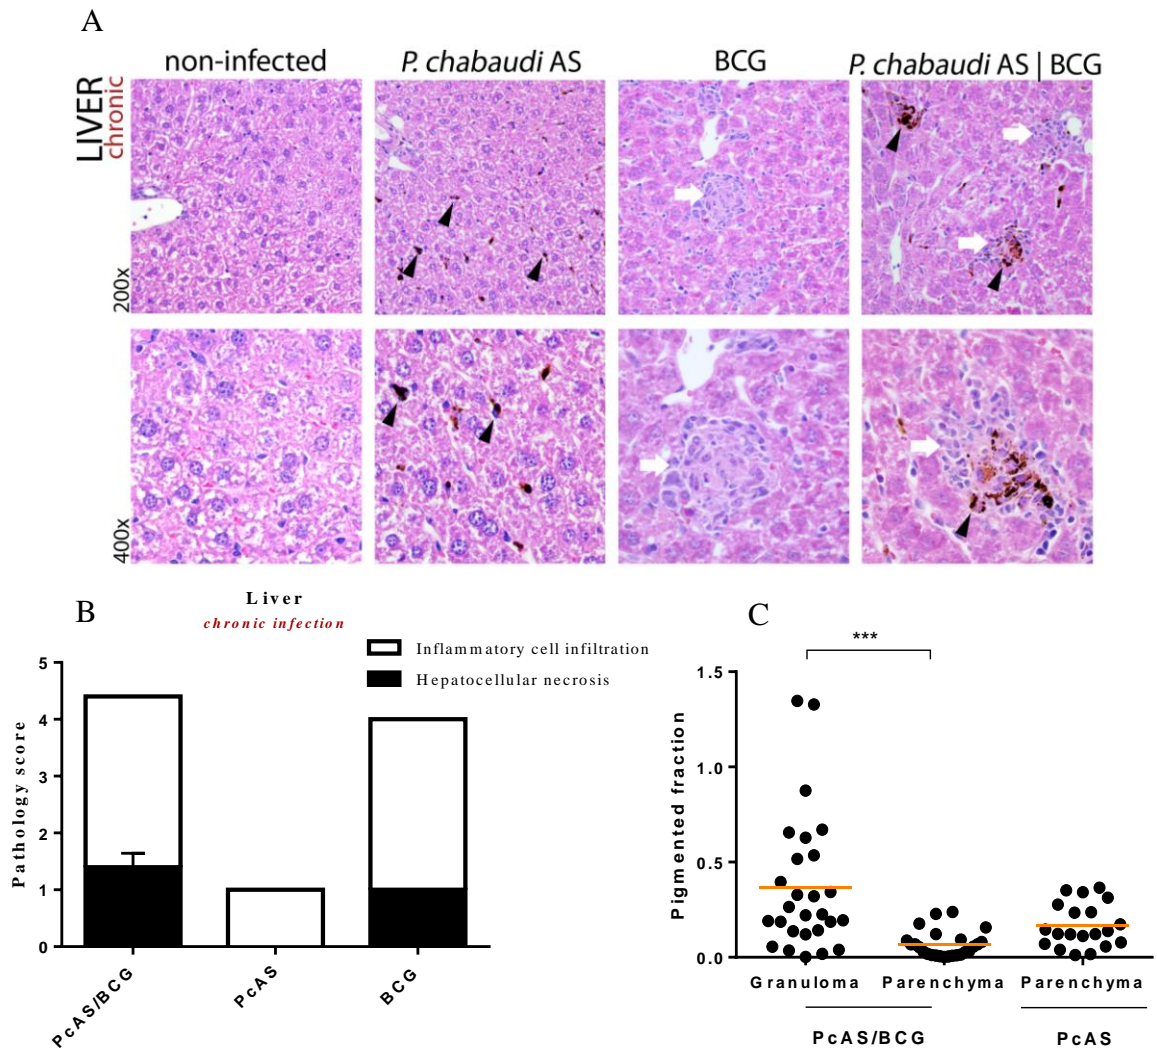 A
non-infected
P. chabaudi AS
BCG
P. chabaudi AS | BCG
LIVER
chronic
200x
400x
B
Liver
chronic infection
Inflammatory cell infiltration
Hepatocellular necrosis
Pathology score
5
4
3
2
1
0
PcAS/BCG
PcAS
BCG
C
***
Pigmented fraction
1.5
1.0
0.5
0.0
Granuloma
Parenchyma
Parenchyma
PcAS/BCG
PcAS